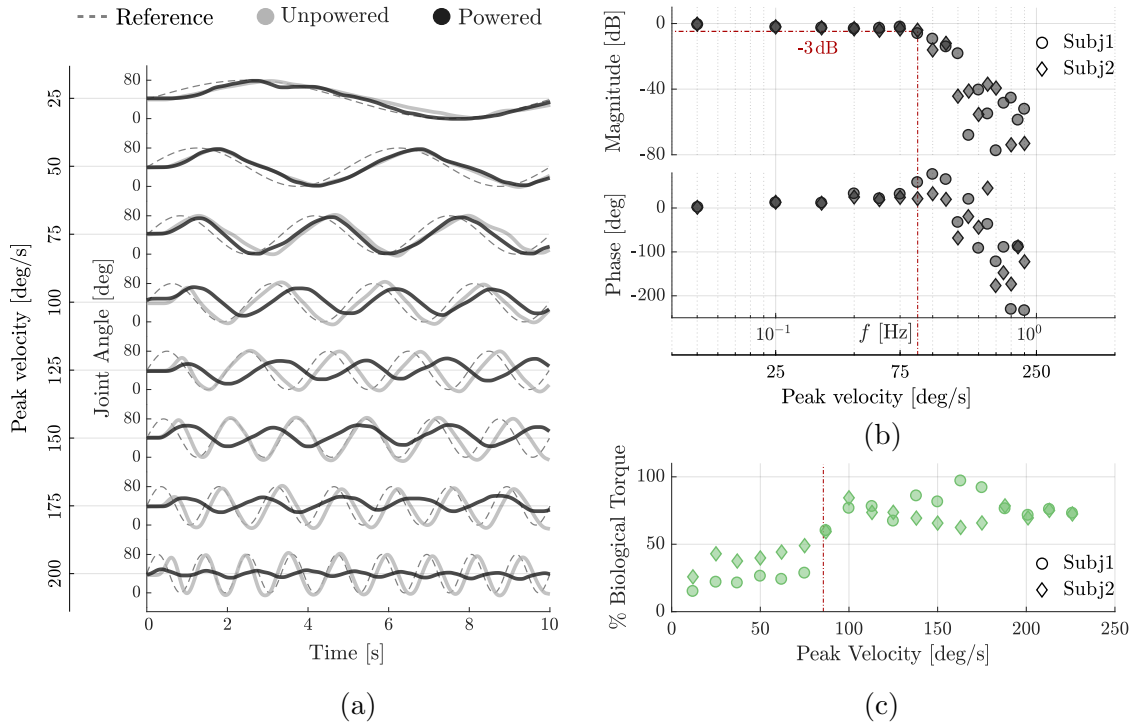 Reference Unpowered Powered
Peak velocity [deg/s]
25
50
75
100
125
150
175
200
Joint Angle [deg]
80
0
80
0
80
0
80
0
80
0
80
0
80
0
80
0
0 2 4 6 8 10
Time [s]
(a)
Magnitude [dB]
0
-40
-80
-3 dB
Subj1
Subj2
Phase [deg]
0
-100
-200
10⁻¹ f [Hz] 10⁰
25 75 250
Peak velocity [deg/s]
(b)
% Biological Torque
100
50
0
Subj1
Subj2
0 50 100 150 200 250
Peak Velocity [deg/s]
(c)